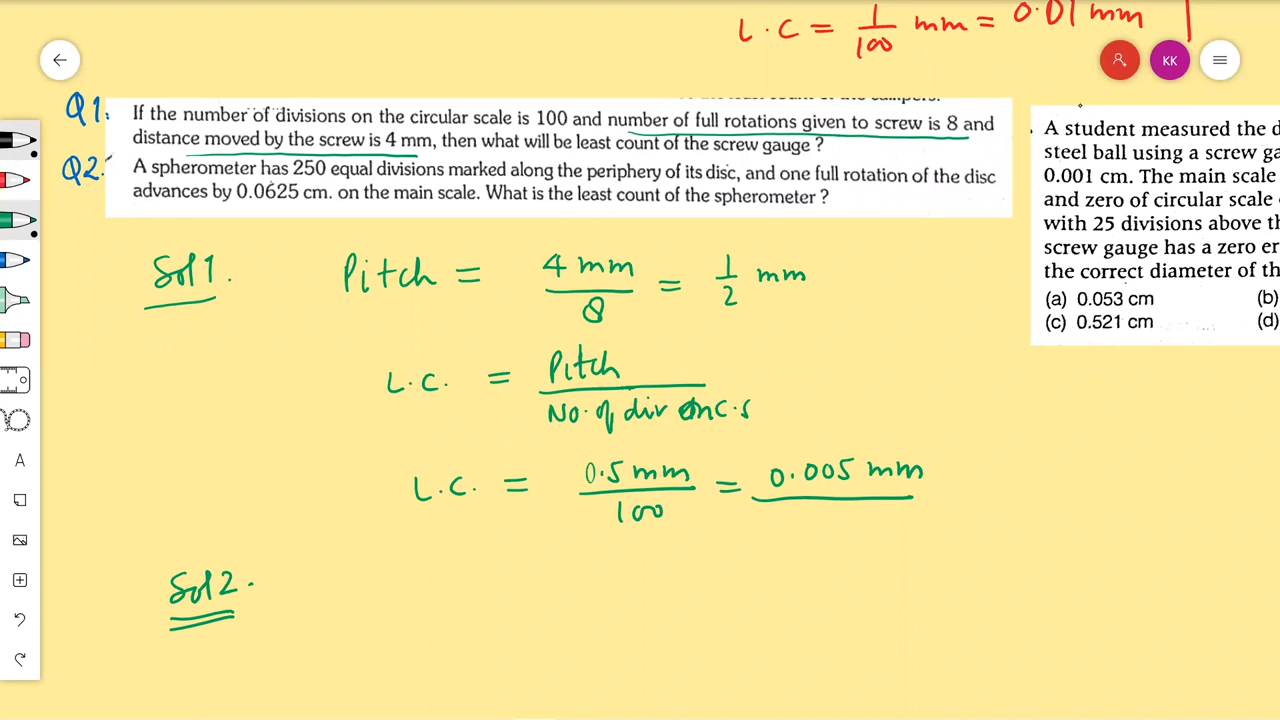 L.C = 1/100 mm = 0.01 mm
KK
Q1.
If the number of divisions on the circular scale is 100 and number of full rotations given to screw is 8 and
distance moved by the screw is 4 mm, then what will be least count of the screw gauge ?
Q2.
A spherometer has 250 equal divisions marked along the periphery of its disc, and one full rotation of the disc
advances by 0.0625 cm. on the main scale. What is the least count of the spherometer ?
A student measured the d
steel ball using a screw ga
0.001 cm. The main scale
and zero of circular scale
with 25 divisions above th
screw gauge has a zero er
the correct diameter of th
(a) 0.053 cm (b)
(c) 0.521 cm (d)
Sol 1. Pitch = 4 mm / 8 = 1/2 mm
L.C. = Pitch / No. of div on C.S
L.C. = 0.5 mm / 100 = 0.005 mm
Sol 2.
A